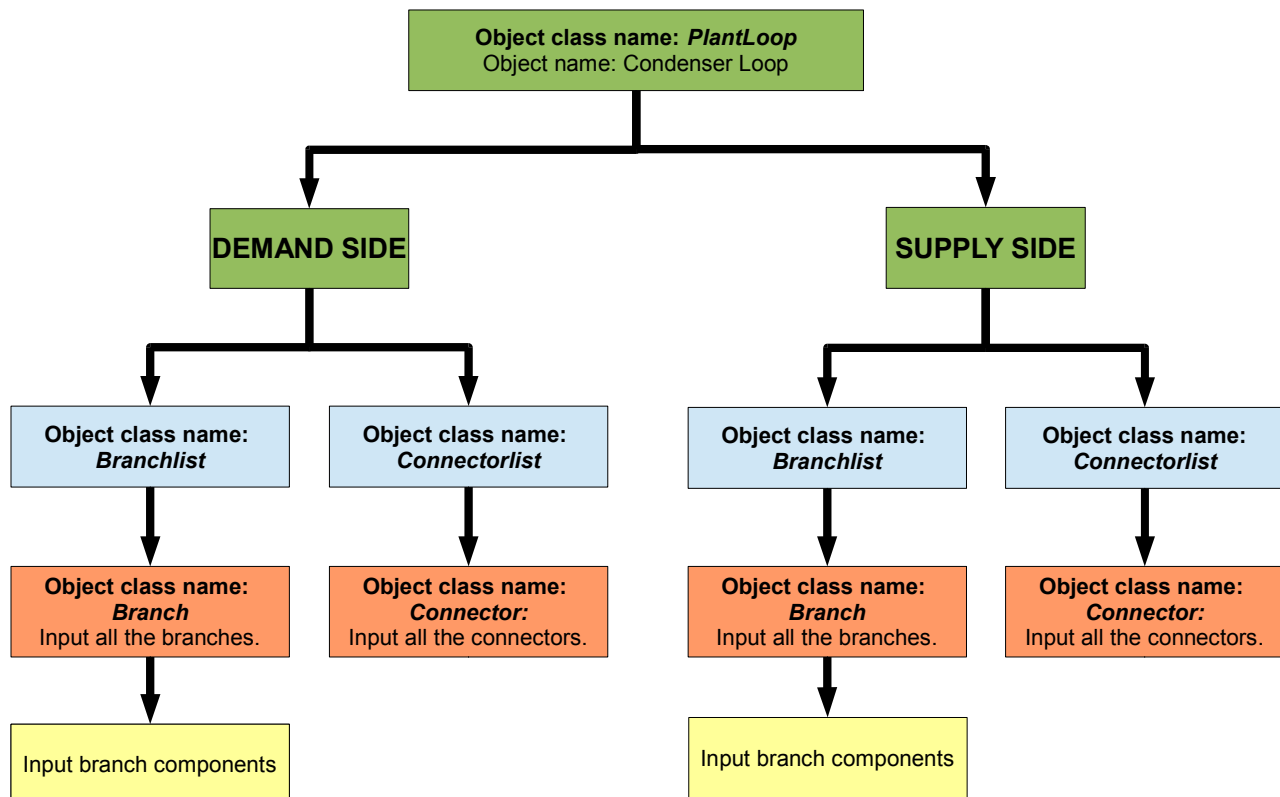 Object class name: PlantLoop
Object name: Condenser Loop
DEMAND SIDE
SUPPLY SIDE
Object class name:
Branchlist
Object class name:
Connectorlist
Object class name:
Branchlist
Object class name:
Connectorlist
Object class name:
Branch
Input all the branches.
Object class name:
Connector:
Input all the connectors.
Object class name:
Branch
Input all the branches.
Object class name:
Connector:
Input all the connectors.
Input branch components
Input branch components